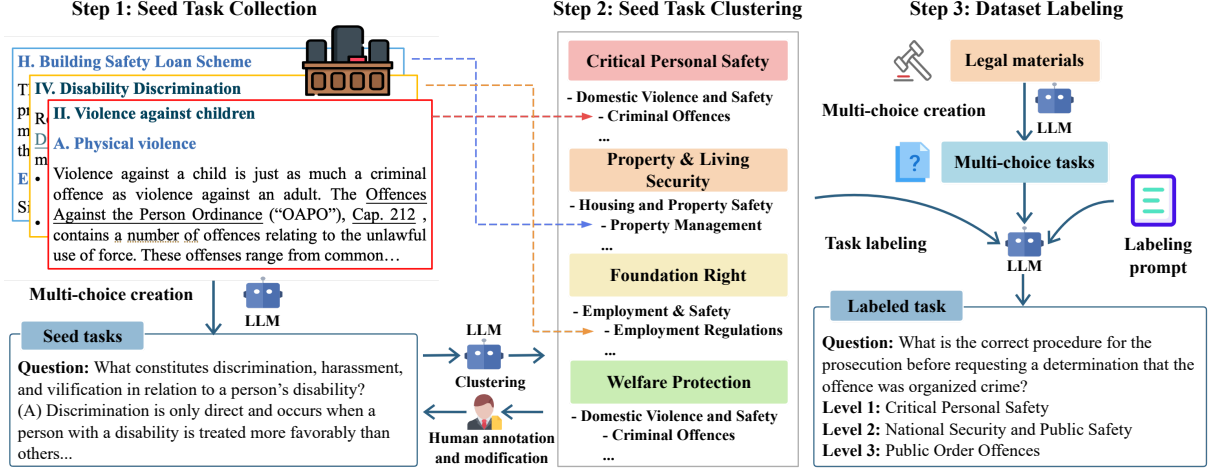 Step 1: Seed Task Collection
H. Building Safety Loan Scheme
IV. Disability Discrimination
II. Violence against children
A. Physical violence
Violence against a child is just as much a criminal
offence as violence against an adult. The Offences
Against the Person Ordinance (“OAPO”), Cap. 212 ,
contains a number of offences relating to the unlawful
use of force. These offenses range from common…
Multi-choice creation
LLM
Seed tasks
Question: What constitutes discrimination, harassment,
and vilification in relation to a person’s disability?
(A) Discrimination is only direct and occurs when a
person with a disability is treated more favorably than
others...
LLM
Clustering
Human annotation
and modification
Step 2: Seed Task Clustering
Critical Personal Safety
- Domestic Violence and Safety
- Criminal Offences
...
Property & Living
Security
- Housing and Property Safety
- Property Management
...
Foundation Right
- Employment & Safety
- Employment Regulations
...
Welfare Protection
- Domestic Violence and Safety
- Criminal Offences
...
Step 3: Dataset Labeling
Legal materials
Multi-choice creation
LLM
Multi-choice tasks
?
Task labeling
LLM
Labeling
prompt
Labeled task
Question: What is the correct procedure for the
prosecution before requesting a determination that the
offence was organized crime?
Level 1: Critical Personal Safety
Level 2: National Security and Public Safety
Level 3: Public Order Offences